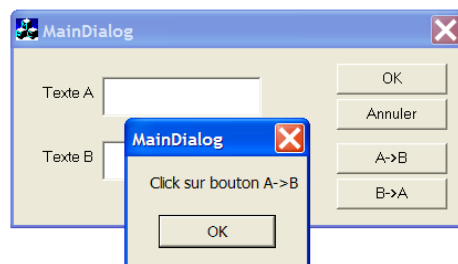 MainDialog
Texte A
OK
Annuler
Texte B
A->B
B->A
MainDialog
Click sur bouton A->B
OK